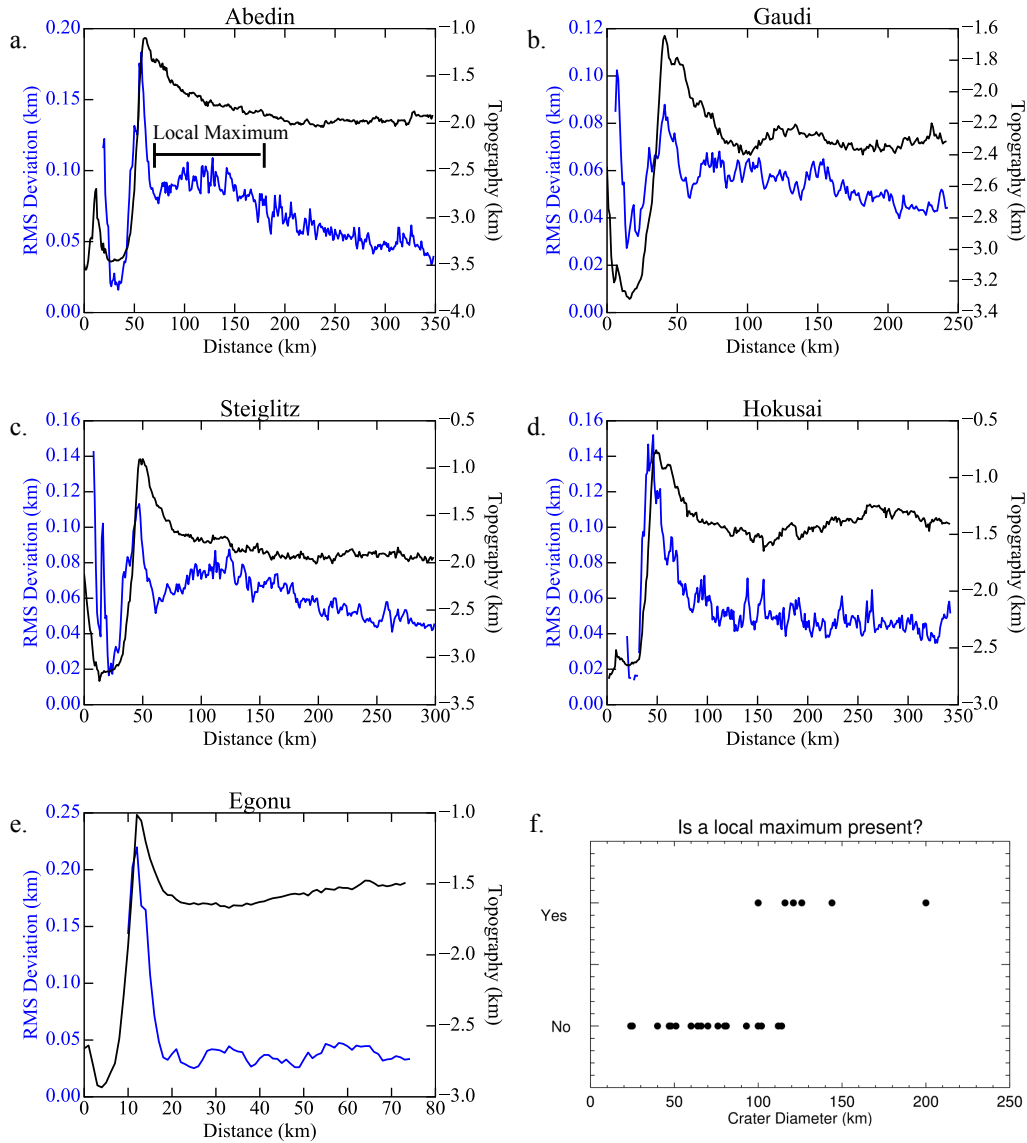 a.
Abedin
0.20
0.15
0.10
0.05
0.00
RMS Deviation (km)
Local Maximum
−1.0
−1.5
−2.0
−2.5
−3.0
−3.5
−4.0
Topography (km)
0 50 100 150 200 250 300 350
Distance (km)
b.
Gaudi
0.12
0.10
0.08
0.06
0.04
0.02
0.00
RMS Deviation (km)
−1.6
−1.8
−2.0
−2.2
−2.4
−2.6
−2.8
−3.0
−3.2
−3.4
Topography (km)
0 50 100 150 200 250
Distance (km)
c.
Steiglitz
0.16
0.14
0.12
0.10
0.08
0.06
0.04
0.02
0.00
RMS Deviation (km)
−0.5
−1.0
−1.5
−2.0
−2.5
−3.0
−3.5
Topography (km)
0 50 100 150 200 250 300
Distance (km)
d.
Hokusai
0.16
0.14
0.12
0.10
0.08
0.06
0.04
0.02
0.00
RMS Deviation (km)
−0.5
−1.0
−1.5
−2.0
−2.5
−3.0
Topography (km)
0 50 100 150 200 250 300 350
Distance (km)
e.
Egonu
0.25
0.20
0.15
0.10
0.05
0.00
RMS Deviation (km)
−1.0
−1.5
−2.0
−2.5
−3.0
Topography (km)
0 10 20 30 40 50 60 70 80
Distance (km)
f.
Is a local maximum present?
Yes
No
0 50 100 150 200 250
Crater Diameter (km)